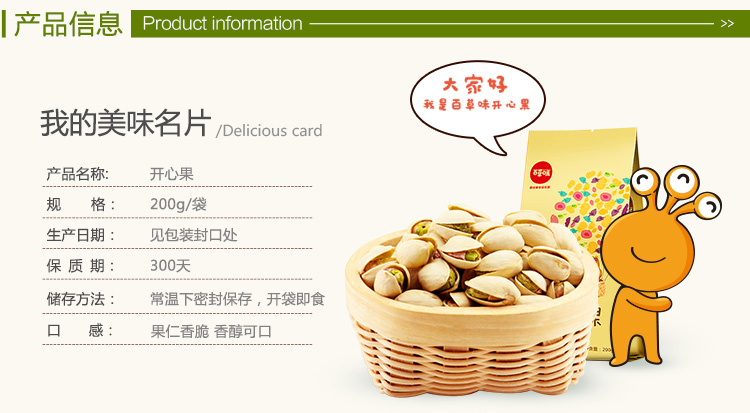 产品信息 Product information >>
大家好
我是百草味开心果
我的美味名片 /Delicious card
产品名称: 开心果
规 格: 200g/袋
生产日期: 见包装封口处
保 质 期: 300天
储存方法: 常温下密封保存，开袋即食
口 感: 果仁香脆 香醇可口